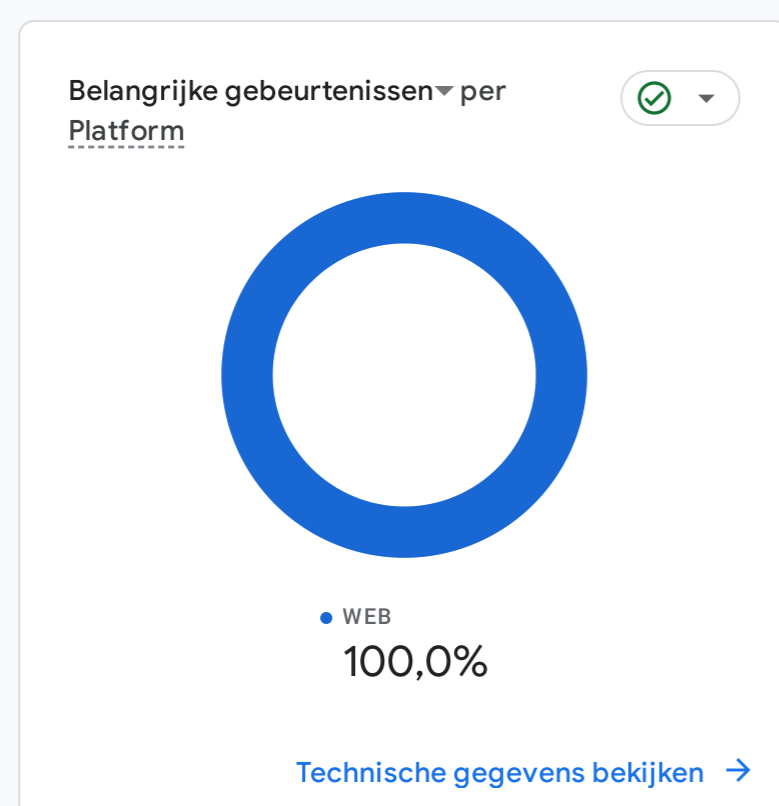 Belangrijke gebeurtenissen per
Platform
WEB
100,0%
Technische gegevens bekijken